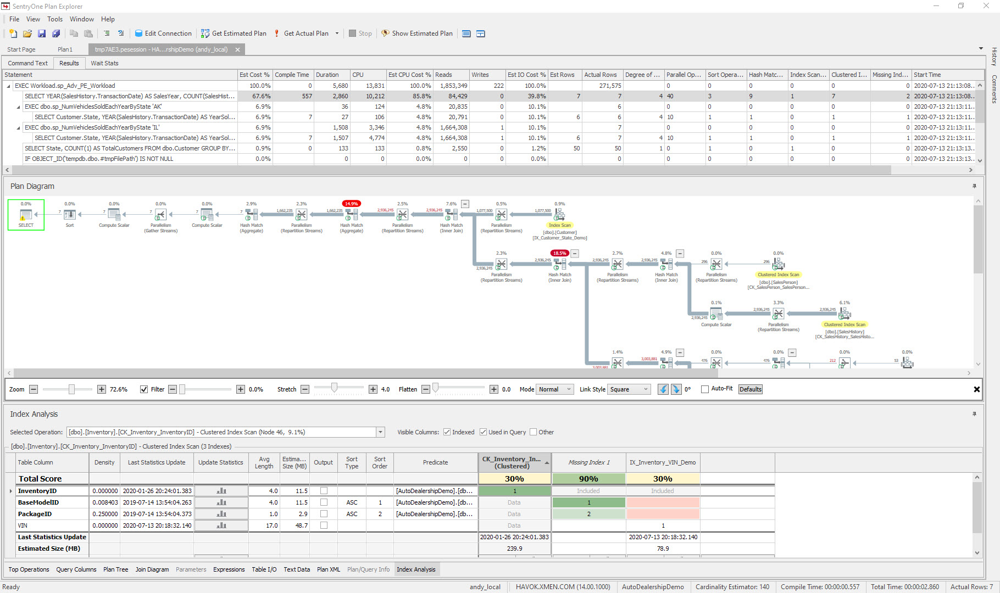 SentryOne Plan Explorer
File View Tools Window Help
Edit Connection Get Estimated Plan Get Actual Plan Stop Show Estimated Plan
Start Page Plan1 tmp7AE3.pesession - HA...rshipDemo (andy_local)
History
Comments
Command Text Results Wait Stats
Statement Est Cost % Compile Time Duration CPU Est CPU Cost % Reads Writes Est IO Cost % Est Rows Actual Rows Degree of ... Parallel Op... Sort Opera... Hash Matc... Index Scan... Clustered I... Missing Ind... Start Time
EXEC Workload.sp_Adv_PE_Workload 100.0% 0 5,680 13,831 100.0% 1,853,349 222 100.0% 271,575 0 0 0 0 0 0 2020-07-13 21:13:08...
SELECT YEAR(SalesHistory.TransactionDate) AS SalesYear, COUNT(SalesHist... 67.6% 557 2,860 10,212 85.8% 84,429 0 39.8% 7 7 4 40 3 9 1 7 2 2020-07-13 21:13:08...
EXEC dbo.sp_NumVehiclesSoldEachYearByState 'AK' 6.9% 36 124 4.8% 20,835 0 10.1% 6 0 0 0 0 0 0 2020-07-13 21:13:11...
SELECT Customer.State, YEAR(SalesHistory.TransactionDate) AS YearSol... 6.9% 7 27 106 4.8% 20,791 0 10.1% 6 6 4 10 1 1 0 1 1 2020-07-13 21:13:11...
EXEC dbo.sp_NumVehiclesSoldEachYearByState 'IL' 6.9% 1,508 3,346 4.8% 1,664,308 1 10.1% 7 0 0 0 0 0 0 2020-07-13 21:13:11...
SELECT Customer.State, YEAR(SalesHistory.TransactionDate) AS YearSol... 6.9% 7 1,507 4,774 4.8% 1,664,308 1 10.1% 6 7 4 10 1 1 0 1 1 2020-07-13 21:13:11...
SELECT State, COUNT(1) AS TotalCustomers FROM dbo.Customer GROUP BY... 0.9% 0 133 133 0.8% 2,550 0 1.2% 50 50 1 0 1 0 1 0 0 2020-07-13 21:13:13...
IF OBJECT_ID('tempdb.dbo.#tmpFilePath') IS NOT NULL 0.0% 0 0 0.0% 0 0 0.0% 0 0 0 0 0 0 0 2020-07-13 21:13:13...
Plan Diagram
0.0% 0.0% 0.0% 0.0% 0.0% 2.9% 2.3% 14.9% 2.5% 7.6% 0.5% 0.9%
7 7 7 7 7 1,662,235 1,662,235 2,936,245 2,936,245 1,077,500 1,077,500
SELECT Sort Compute Scalar Parallelism Compute Scalar Hash Match Parallelism Hash Match Parallelism Hash Match Parallelism Index Scan
(Gather Streams) (Aggregate) (Repartition Streams) (Aggregate) (Repartition Streams) (Inner Join) (Repartition Streams) [dbo].[Customer]
[IX_Customer_State_Demo]
2.3% 18.5% 2.7% 4.8% 0.0% 0.0%
2,936,245 2,936,245 2,936,245 2,936,245 296 296
Parallelism Hash Match Parallelism Hash Match Parallelism Clustered Index Scan
(Repartition Streams) (Inner Join) (Repartition Streams) (Inner Join) (Repartition Streams) [dbo].[SalesPerson]
[CK_SalesPerson_SalesPerson...
0.1% 3.3% 6.1%
2,936,245 2,936,245 2,936,245
Compute Scalar Parallelism Clustered Index Scan
(Repartition Streams) [dbo].[SalesHistory]
[CK_SalesHistory_SalesHisto...
1.4% 4.9% 0.0% 0.0% 0.0% 0.0%
3,003,881 3,003,881 476 476 212 53
Zoom 72.6% Filter 0.0% Stretch 4.0 Flatten 0.0 Mode Normal Link Style Square 0° Auto-Fit Defaults
Index Analysis
Selected Operation: [dbo].[Inventory].[CK_Inventory_InventoryID] - Clustered Index Scan (Node 46, 9.1%) Visible Columns: Indexed Used in Query Other
[dbo].[Inventory].[CK_Inventory_InventoryID] - Clustered Index Scan (3 Indexes)
Table Column Density Last Statistics Update Update Statistics Avg Length Estima... Size (MB) Output Sort Type Sort Order Predicate CK_Inventory_In... (Clustered) Missing Index 1 IX_Inventory_VIN_Demo
Total Score 30% 90% 30%
InventoryID 0.000000 2020-01-26 20:24:01.383 4.0 11.5 [AutoDealershipDemo].[db... 1 Included Included
BaseModelID 0.008403 2019-07-14 13:54:04.263 4.0 11.5 ASC 1 [AutoDealershipDemo].[db... Data 1
PackageID 0.250000 2019-07-14 13:54:04.373 1.0 2.9 ASC 2 [AutoDealershipDemo].[db... Data 2
VIN 0.000000 2020-07-13 20:18:32.140 17.0 48.7 Data 1
Last Statistics Update 2020-01-26 20:24:01.383 2020-07-13 20:18:32.140
Estimated Size (MB) 239.9 78.9
Top Operations Query Columns Plan Tree Join Diagram Parameters Expressions Table I/O Text Data Plan XML Plan/Query Info Index Analysis
Ready andy_local HAVOK.XMEN.COM (14.00.1000) AutoDealershipDemo Cardinality Estimator: 140 Compile Time: 00:00:00.557 Total Time: 00:00:02.860 Actual Rows: 7